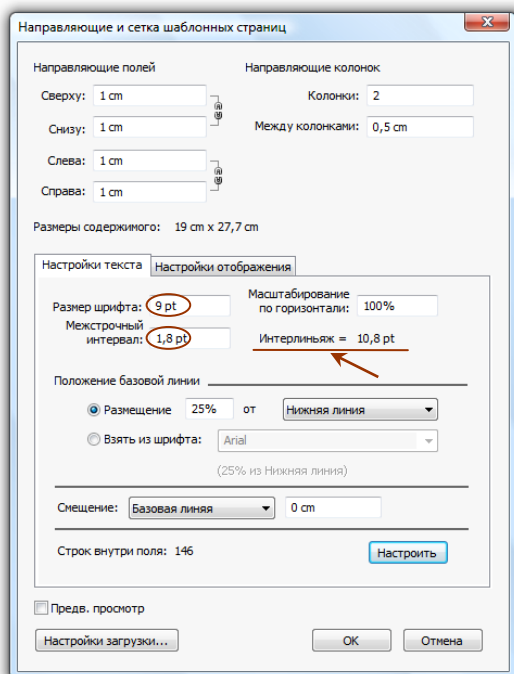 Направляющие и сетка шаблонных страниц
Направляющие полей
Направляющие колонок
Сверху: 1 cm
Колонки: 2
Снизу: 1 cm
Между колонками: 0,5 cm
Слева: 1 cm
Справа: 1 cm
Размеры содержимого: 19 cm x 27,7 cm
Настройки текста
Настройки отображения
Размер шрифта: 9 pt
Масштабирование
по горизонтали: 100%
Межстрочный
интервал: 1,8 pt
Интерлиньяж = 10,8 pt
Положение базовой линии
Размещение 25% от Нижняя линия
Взять из шрифта: Arial
(25% из Нижняя линия)
Смещение: Базовая линяя 0 cm
Строк внутри поля: 146
Настроить
Предв. просмотр
Настройки загрузки...
OK
Отмена